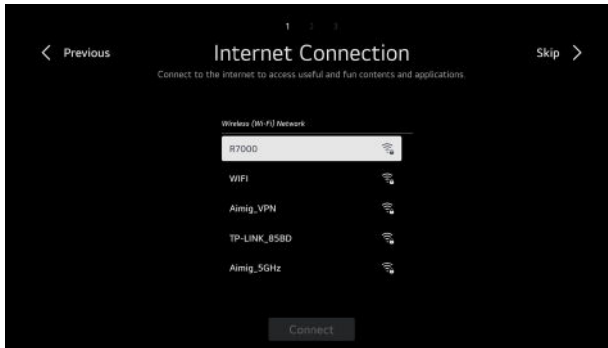 1 2 3
Previous
Internet Connection
Skip
Connect to the internet to access useful and fun contents and applications.
Wireless (Wi-Fi) Network
R7000
WIFI
Aimig_VPN
TP-LINK_85BD
Aimig_5GHz
Connect